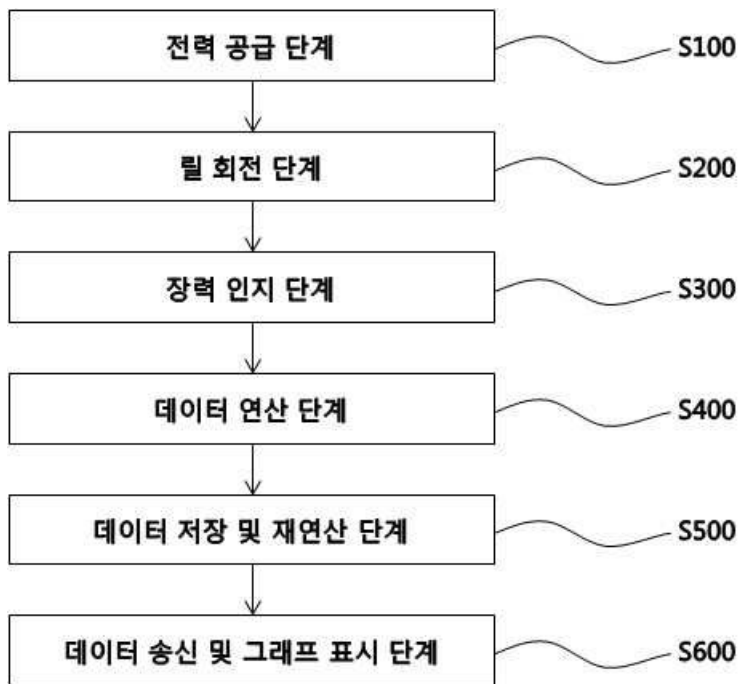 전력 공급 단계 S100
릴 회전 단계 S200
장력 인지 단계 S300
데이터 연산 단계 S400
데이터 저장 및 재연산 단계 S500
데이터 송신 및 그래프 표시 단계 S600